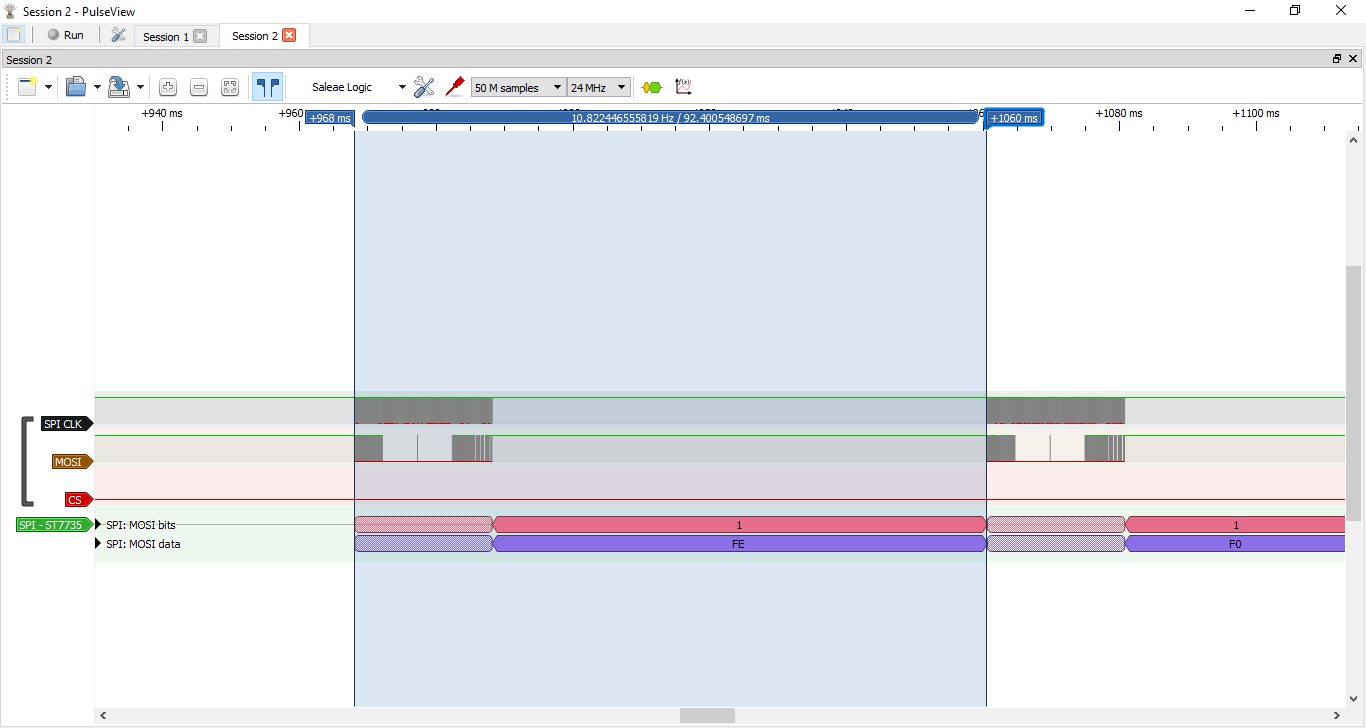 Session 2 - PulseView
Run
Session 1
Session 2
Session 2
Saleae Logic
50 M samples
24 MHz
+940 ms
+960
+968 ms
10.822446555819 Hz / 92.400548697 ms
+1060 ms
+1080 ms
+1100 ms
SPI CLK
MOSI
CS
SPI - ST7735
SPI: MOSI bits
1
1
SPI: MOSI data
FE
F0